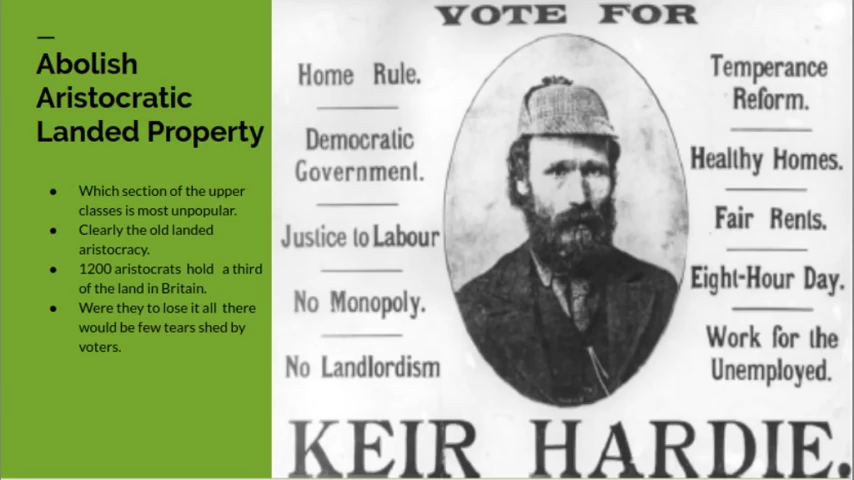 Abolish
Aristocratic
Landed Property
● Which section of the upper
classes is most unpopular.
● Clearly the old landed
aristocracy.
● 1200 aristocrats hold a third
of the land in Britain.
● Were they to lose it all there
would be few tears shed by
voters.
VOTE FOR
Home Rule.
Democratic
Government.
Justice to Labour
No Monopoly.
No Landlordism
Temperance
Reform.
Healthy Homes.
Fair Rents.
Eight-Hour Day.
Work for the
Unemployed.
KEIR HARDIE.